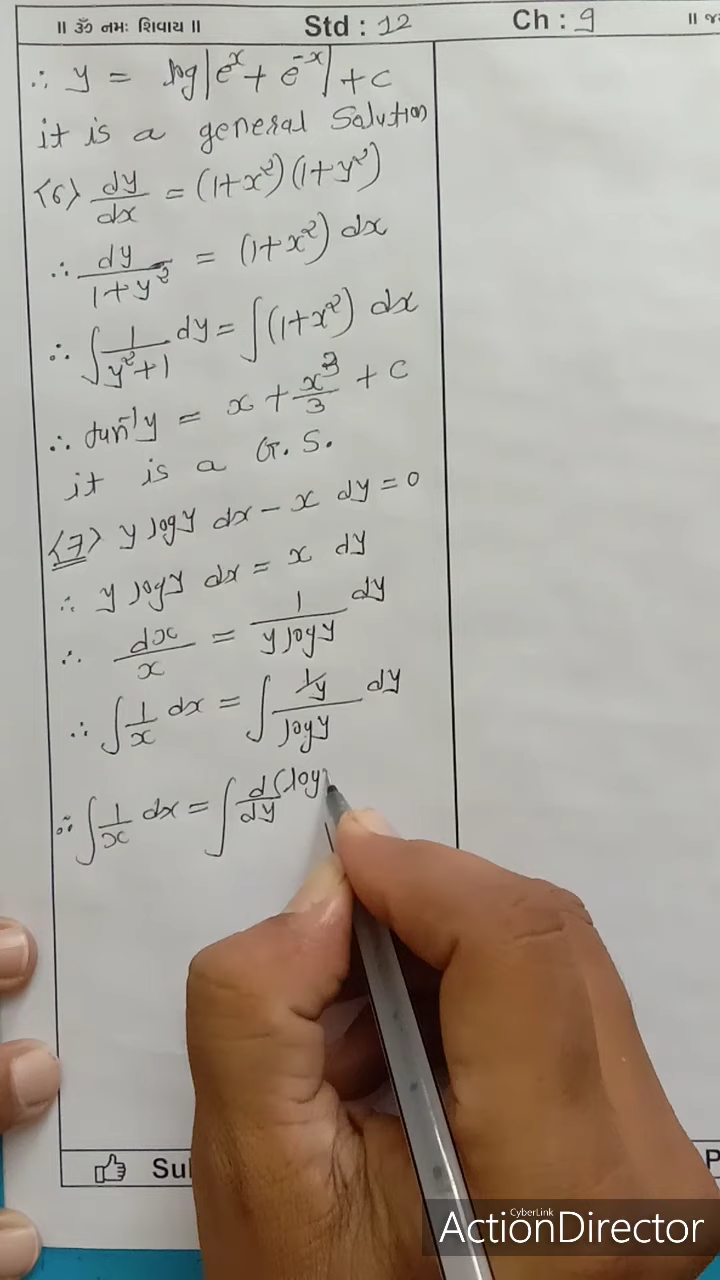 ॥ ૐ નમઃ શિવાય ॥ Std : 12 Ch : 9
∴ y = log|eˣ + e⁻ˣ| + c
it is a general solution
<6> dy/dx = (1+x²)(1+y²)
∴ dy/1+y² = (1+x²) dx
∴ ∫ 1/y²+1 dy = ∫(1+x²) dx
∴ tan⁻¹y = x + x³/3 + c
it is a G.S.
<7> y logy dx − x dy = 0
∴ y logy dx = x dy
∴ dx/x = 1/y logy dy
∴ ∫ 1/x dx = ∫ 1/y/logy dy
∴ ∫ 1/x dx = ∫ d/dy (logy
CyberLink
ActionDirector